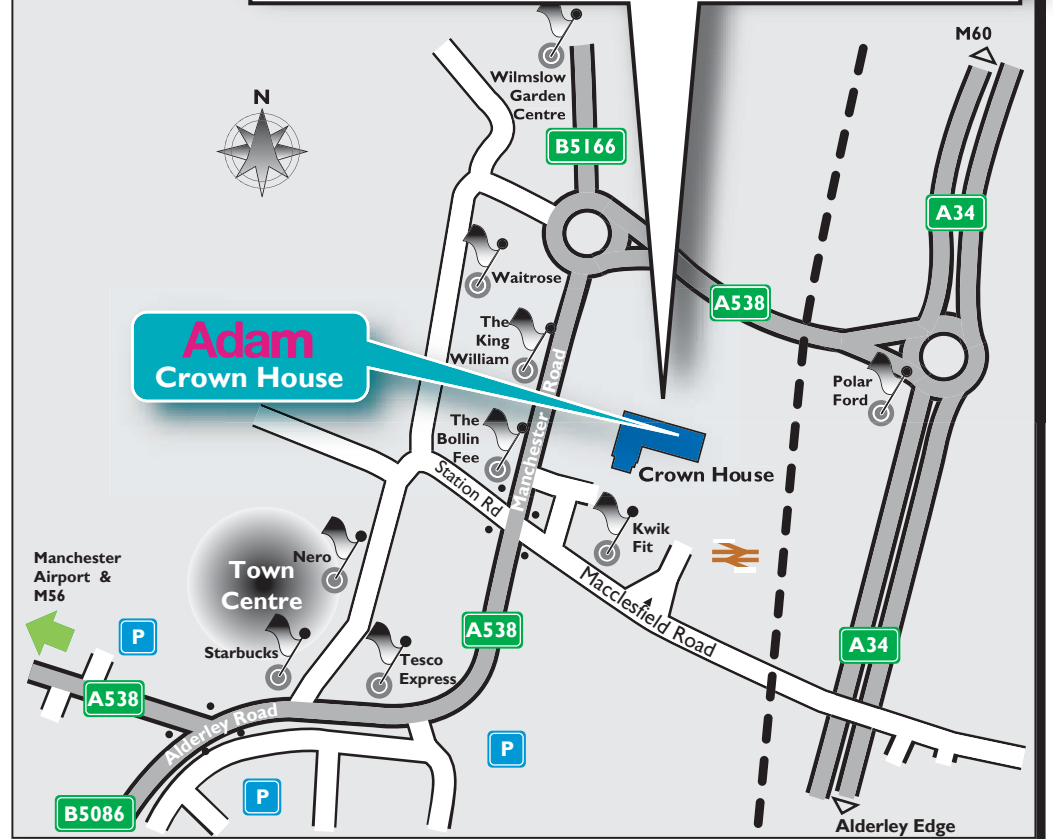 M60
Wilmslow
Garden
Centre
N
B5166
A34
Waitrose
A538
The
King
William
Adam
Crown House
Polar
Ford
Manchester Road
The
Bollin
Fee
Station Rd
Crown House
Kwik
Fit
Nero
Town
Centre
Manchester
Airport &
M56
P
Macclesfield Road
A538
A34
Starbucks
Tesco
Express
A538
Alderley Road
P
P
B5086
Alderley Edge